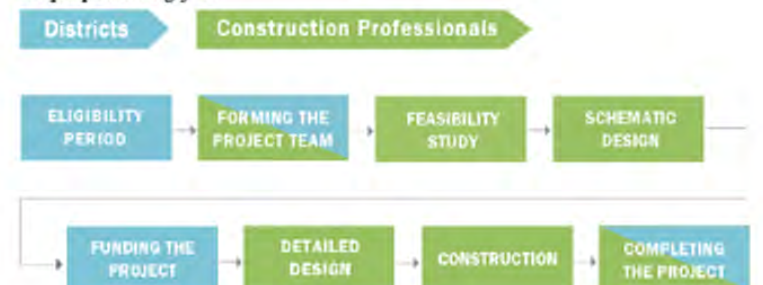 Districts
Construction Professionals
ELIGIBILITY
PERIOD
FORMING THE
PROJECT TEAM
FEASIBILITY
STUDY
SCHEMATIC
DESIGN
FUNDING THE
PROJECT
DETAILED
DESIGN
CONSTRUCTION
COMPLETING
THE PROJECT